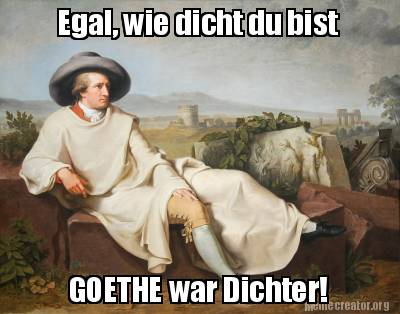 Egal, wie dicht du bist
GOETHE war Dichter!
memecreator.org